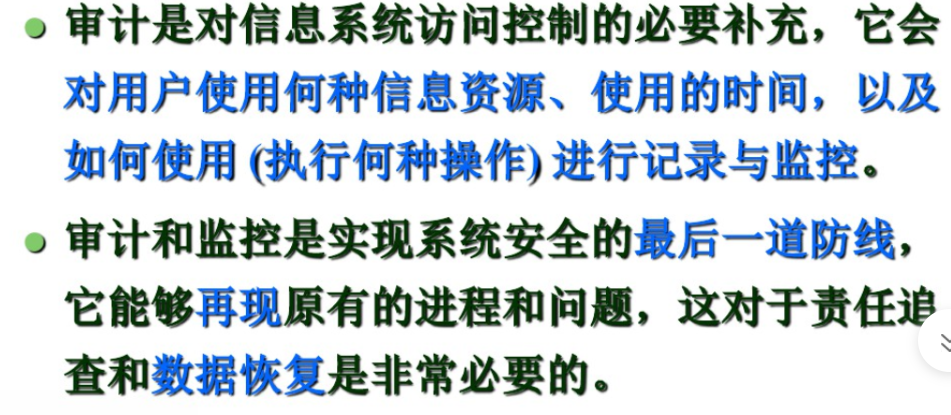 ● 审计是对信息系统访问控制的必要补充，它会
对用户使用何种信息资源、使用的时间，以及
如何使用 (执行何种操作) 进行记录与监控。
● 审计和监控是实现系统安全的最后一道防线，
它能够再现原有的进程和问题，这对于责任追
查和数据恢复是非常必要的。